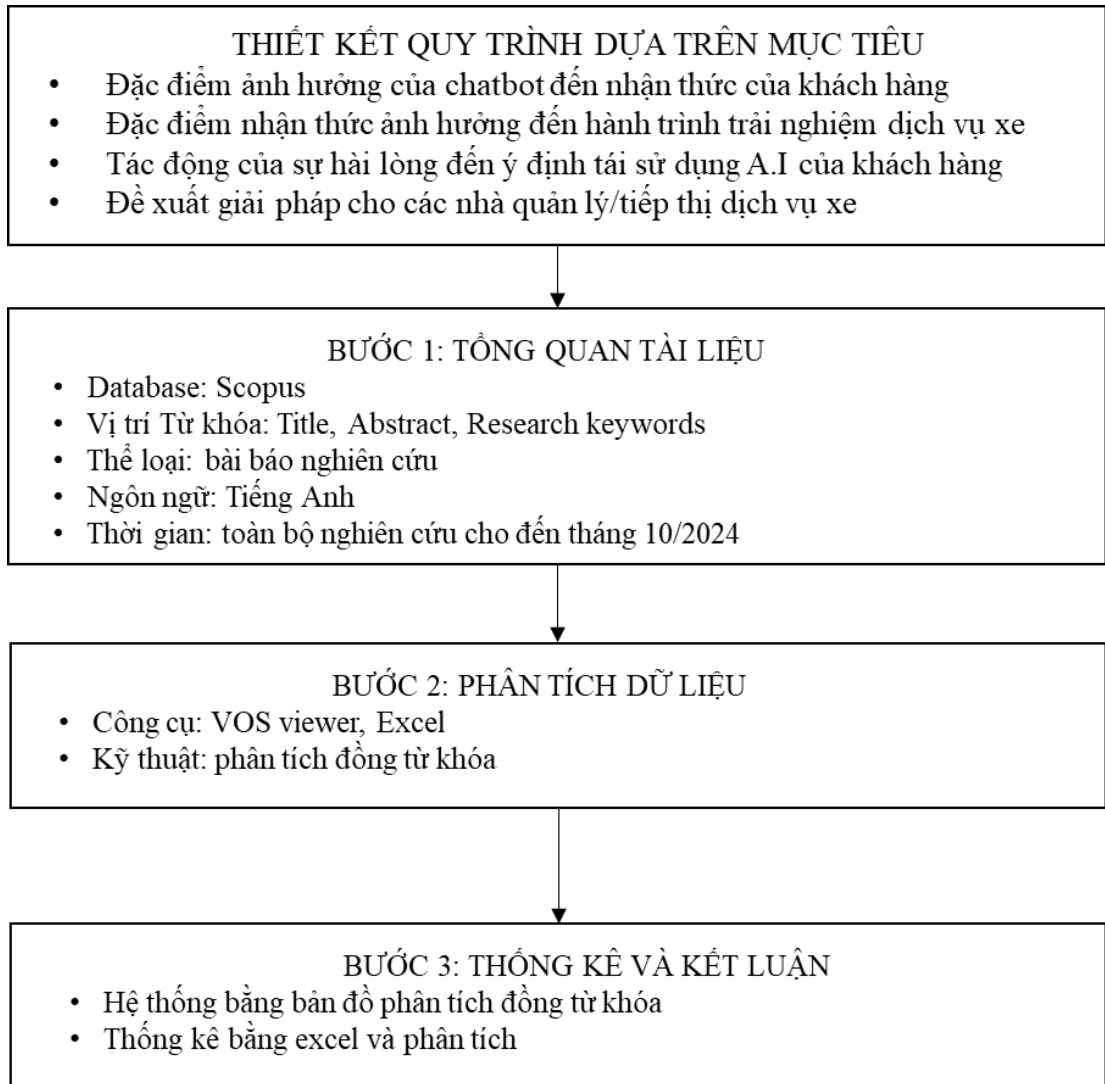 THIẾT KẾT QUY TRÌNH DỰA TRÊN MỤC TIÊU
• Đặc điểm ảnh hưởng của chatbot đến nhận thức của khách hàng
• Đặc điểm nhận thức ảnh hưởng đến hành trình trải nghiệm dịch vụ xe
• Tác động của sự hài lòng đến ý định tái sử dụng A.I của khách hàng
• Đề xuất giải pháp cho các nhà quản lý/tiếp thị dịch vụ xe
BƯỚC 1: TỔNG QUAN TÀI LIỆU
• Database: Scopus
• Vị trí Từ khóa: Title, Abstract, Research keywords
• Thể loại: bài báo nghiên cứu
• Ngôn ngữ: Tiếng Anh
• Thời gian: toàn bộ nghiên cứu cho đến tháng 10/2024
BƯỚC 2: PHÂN TÍCH DỮ LIỆU
• Công cụ: VOS viewer, Excel
• Kỹ thuật: phân tích đồng từ khóa
BƯỚC 3: THỐNG KÊ VÀ KẾT LUẬN
• Hệ thống bằng bản đồ phân tích đồng từ khóa
• Thống kê bằng excel và phân tích